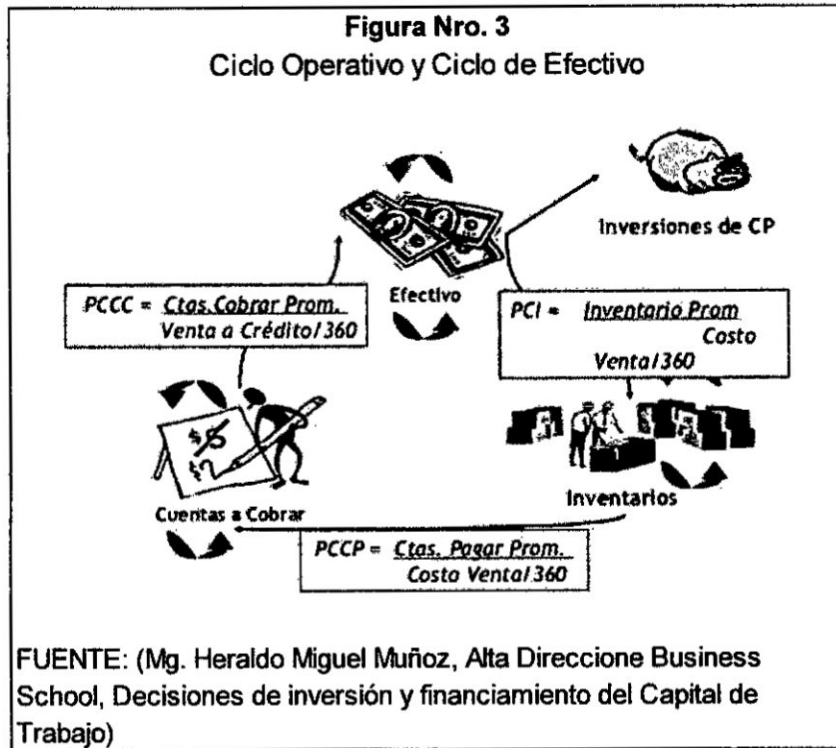 Figura Nro. 3
Ciclo Operativo y Ciclo de Efectivo
Inversiones de CP
Efectivo
PCCC = Ctas.Cobrar Prom.
Venta a Crédito/360
PCI = Inventario Prom
Costo
Venta/360
$$
$?
Cuentas a Cobrar
Inventarios
PCCP = Ctas. Pagar Prom.
Costo Venta/360
FUENTE: (Mg. Heraldo Miguel Muñoz, Alta Direccione Business
School, Decisiones de inversión y financiamiento del Capital de
Trabajo)